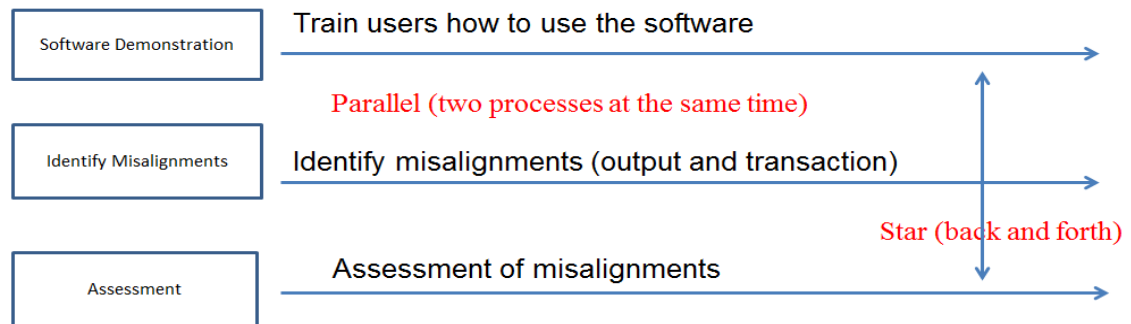 Software Demonstration
Train users how to use the software
Parallel (two processes at the same time)
Identify Misalignments
Identify misalignments (output and transaction)
Star (back and forth)
Assessment
Assessment of misalignments